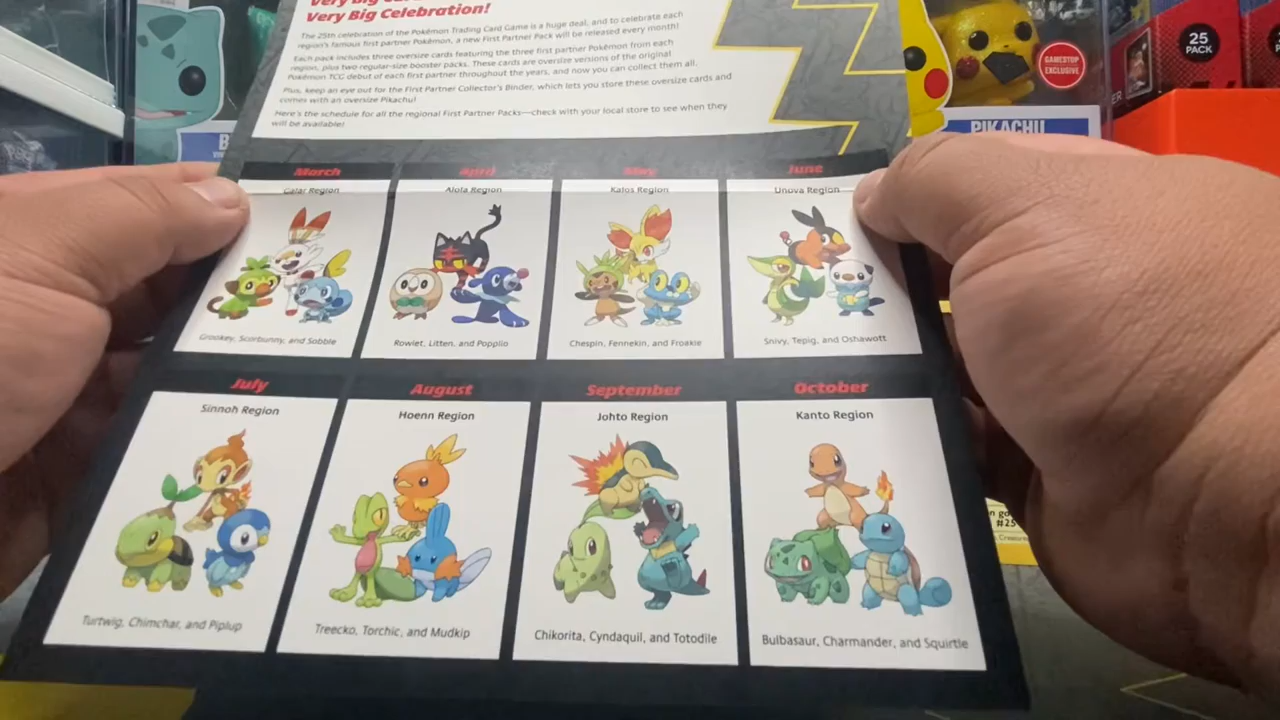 Very Big Celebration!
The 25th celebration of the Pokémon Trading Card Game is a huge deal, and to celebrate each
region's famous first partner Pokémon, a new First Partner Pack will be released every month!
Each pack includes three oversize cards featuring the three first partner Pokémon from each
region, plus two regular-size booster packs. These cards are oversize versions of the original
Pokémon TCG debut of each first partner throughout the years, and now you can collect them all.
Plus, keep an eye out for the First Partner Collector's Binder, which lets you store these oversize cards and
comes with an oversize Pikachu!
Here's the schedule for all the regional First Partner Packs—check with your local store to see when they
will be available!
25
PACK
GAMESTOP
EXCLUSIVE
PIKACHU
March
April
May
June
Galar Region
Alola Region
Kalos Region
Unova Region
Grookey, Scorbunny, and Sobble
Rowlet, Litten, and Popplio
Chespin, Fennekin, and Froakie
Snivy, Tepig, and Oshawott
July
August
September
October
Sinnoh Region
Hoenn Region
Johto Region
Kanto Region
Turtwig, Chimchar, and Piplup
Treecko, Torchic, and Mudkip
Chikorita, Cyndaquil, and Totodile
Bulbasaur, Charmander, and Squirtle
#25